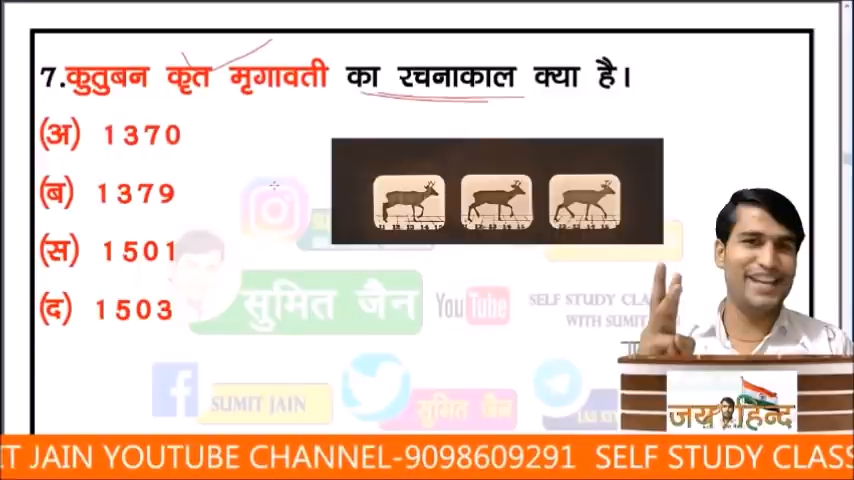 7.कुतुबन कृत मृगावती का रचनाकाल क्या है।
(अ) 1370
(ब) 1379
(स) 1501
(द) 1503
सुमित जैन
YouTube
SELF STUDY CLA
WITH SUMIT
SUMIT JAIN
सुमित जैन
जय हिन्द
T JAIN YOUTUBE CHANNEL-9098609291 SELF STUDY CLASS